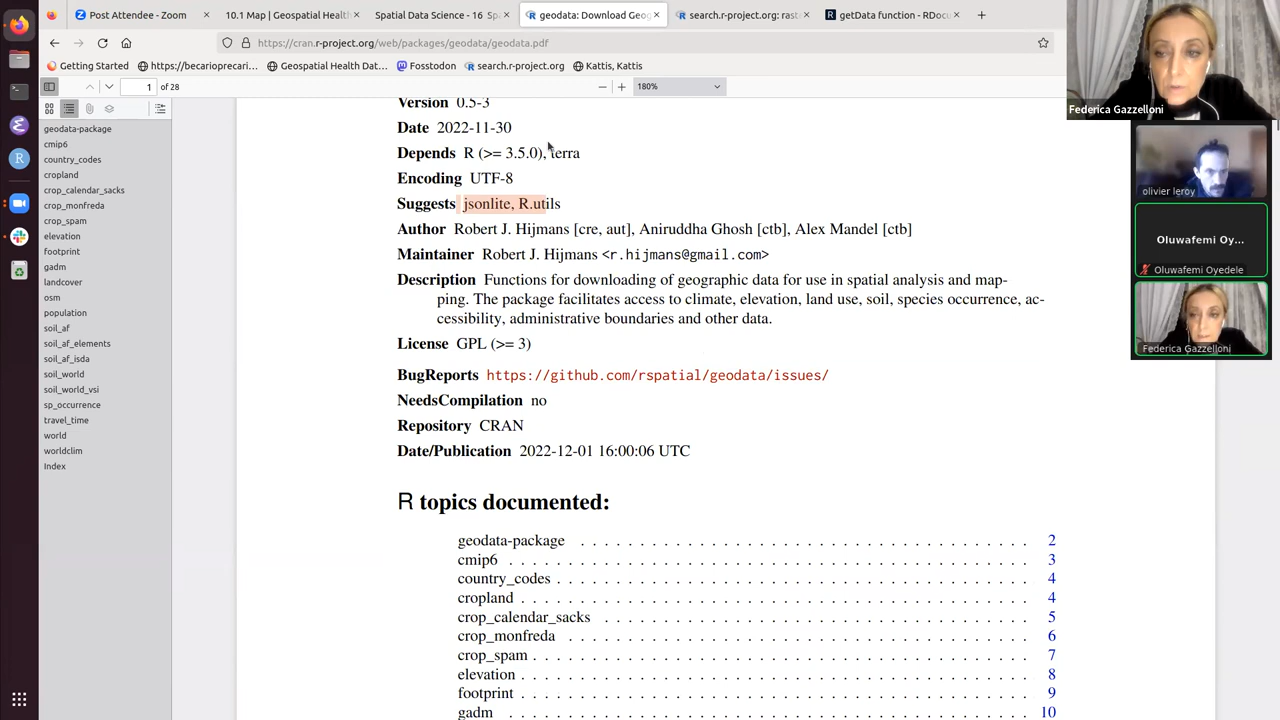 Post Attendee - Zoom
10.1 Map | Geospatial Health
Spatial Data Science - 16 Sp
geodata: Download Geog
search.r-project.org: rast
getData function - RDocu
https://cran.r-project.org/web/packages/geodata/geodata.pdf
Getting Started
https://becarioprecari...
Geospatial Health Dat...
Fosstodon
search.r-project.org
Kattis, Kattis
1 of 28
180%
geodata-package
cmip6
country_codes
cropland
crop_calendar_sacks
crop_monfreda
crop_spam
elevation
footprint
gadm
landcover
osm
population
soil_af
soil_af_elements
soil_af_isda
soil_world
soil_world_vsi
sp_occurrence
travel_time
world
worldclim
Index
Version 0.5-3
Date 2022-11-30
Depends R (>= 3.5.0), terra
Encoding UTF-8
Suggests jsonlite, R.utils
Author Robert J. Hijmans [cre, aut], Aniruddha Ghosh [ctb], Alex Mandel [ctb]
Maintainer Robert J. Hijmans <r.hijmans@gmail.com>
Description Functions for downloading of geographic data for use in spatial analysis and map-
ping. The package facilitates access to climate, elevation, land use, soil, species occurrence, ac-
cessibility, administrative boundaries and other data.
License GPL (>= 3)
BugReports https://github.com/rspatial/geodata/issues/
NeedsCompilation no
Repository CRAN
Date/Publication 2022-12-01 16:00:06 UTC
R topics documented:
geodata-package . . . . . . . . . . . . . . . . . . . . . . . . . . . . . . 2
cmip6 . . . . . . . . . . . . . . . . . . . . . . . . . . . . . . . . . . . 3
country_codes . . . . . . . . . . . . . . . . . . . . . . . . . . . . . . . 4
cropland . . . . . . . . . . . . . . . . . . . . . . . . . . . . . . . . . . 4
crop_calendar_sacks . . . . . . . . . . . . . . . . . . . . . . . . . . . . 5
crop_monfreda . . . . . . . . . . . . . . . . . . . . . . . . . . . . . . . 6
crop_spam . . . . . . . . . . . . . . . . . . . . . . . . . . . . . . . . . 7
elevation . . . . . . . . . . . . . . . . . . . . . . . . . . . . . . . . . . 8
footprint . . . . . . . . . . . . . . . . . . . . . . . . . . . . . . . . . . 9
gadm . . . . . . . . . . . . . . . . . . . . . . . . . . . . . . . . . . . . 10
Federica Gazzelloni
olivier leroy
Oluwafemi Oy...
Oluwafemi Oyedele
Federica Gazzelloni